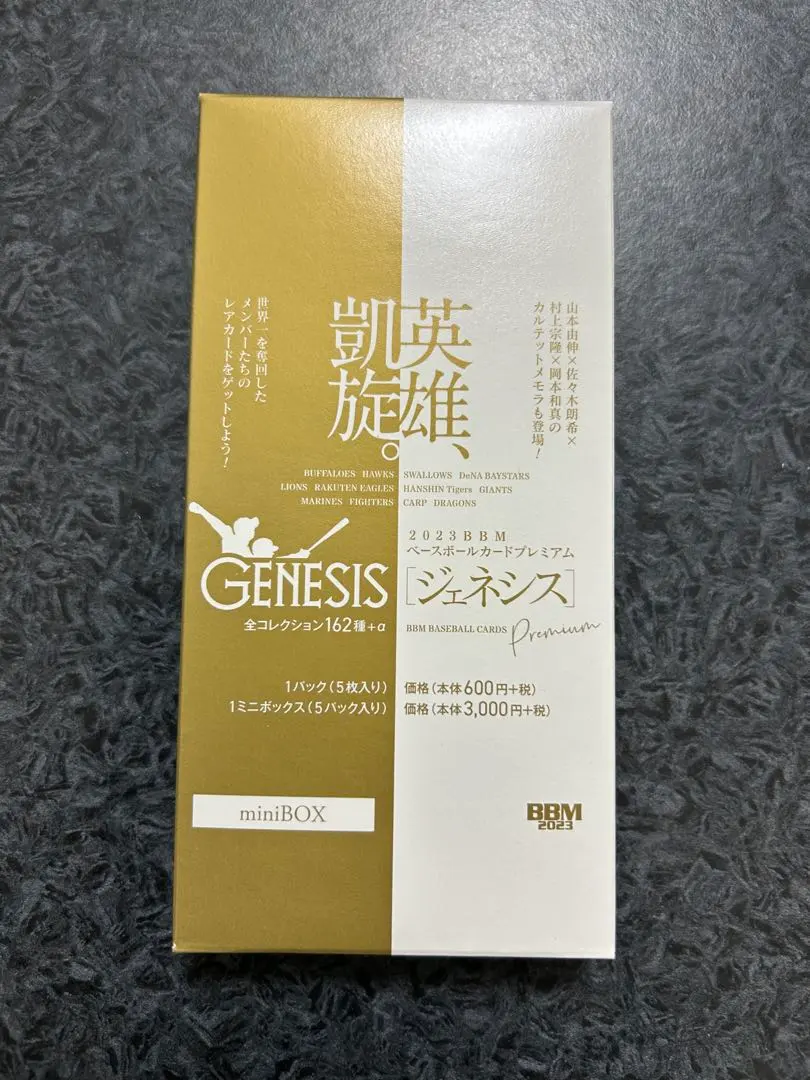 英雄、
凱旋。
山本由伸×佐々木朗希×
村上宗隆×岡本和真の
カルテットメモラも登場!
世界一を奪回した
メンバーたちの
レアカードをゲットしよう!
BUFFALOES HAWKS SWALLOWS DeNA BAYSTARS
LIONS RAKUTEN EAGLES HANSHIN Tigers GIANTS
MARINES FIGHTERS CARP DRAGONS
GENESIS
全コレクション162種+α
2023 BBM
ベースボールカードプレミアム
[ジェネシス]
BBM BASEBALL CARDS Premium
1パック(5枚入り) 価格(本体600円+税)
1ミニボックス(5パック入り) 価格(本体3,000円+税)
miniBOX
BBM
2023